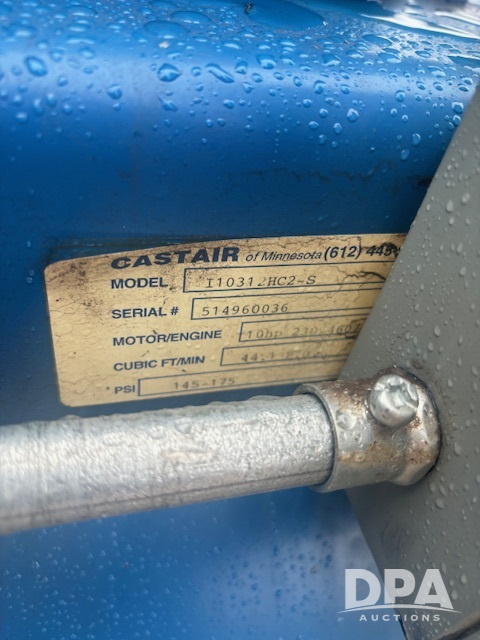 CASTAIR of Minnesota (612) 445-
MODEL I10312HC2-S
SERIAL # 514960036
MOTOR/ENGINE 10hp 230/460/
CUBIC FT/MIN
PSI 145-175
DPA
AUCTIONS